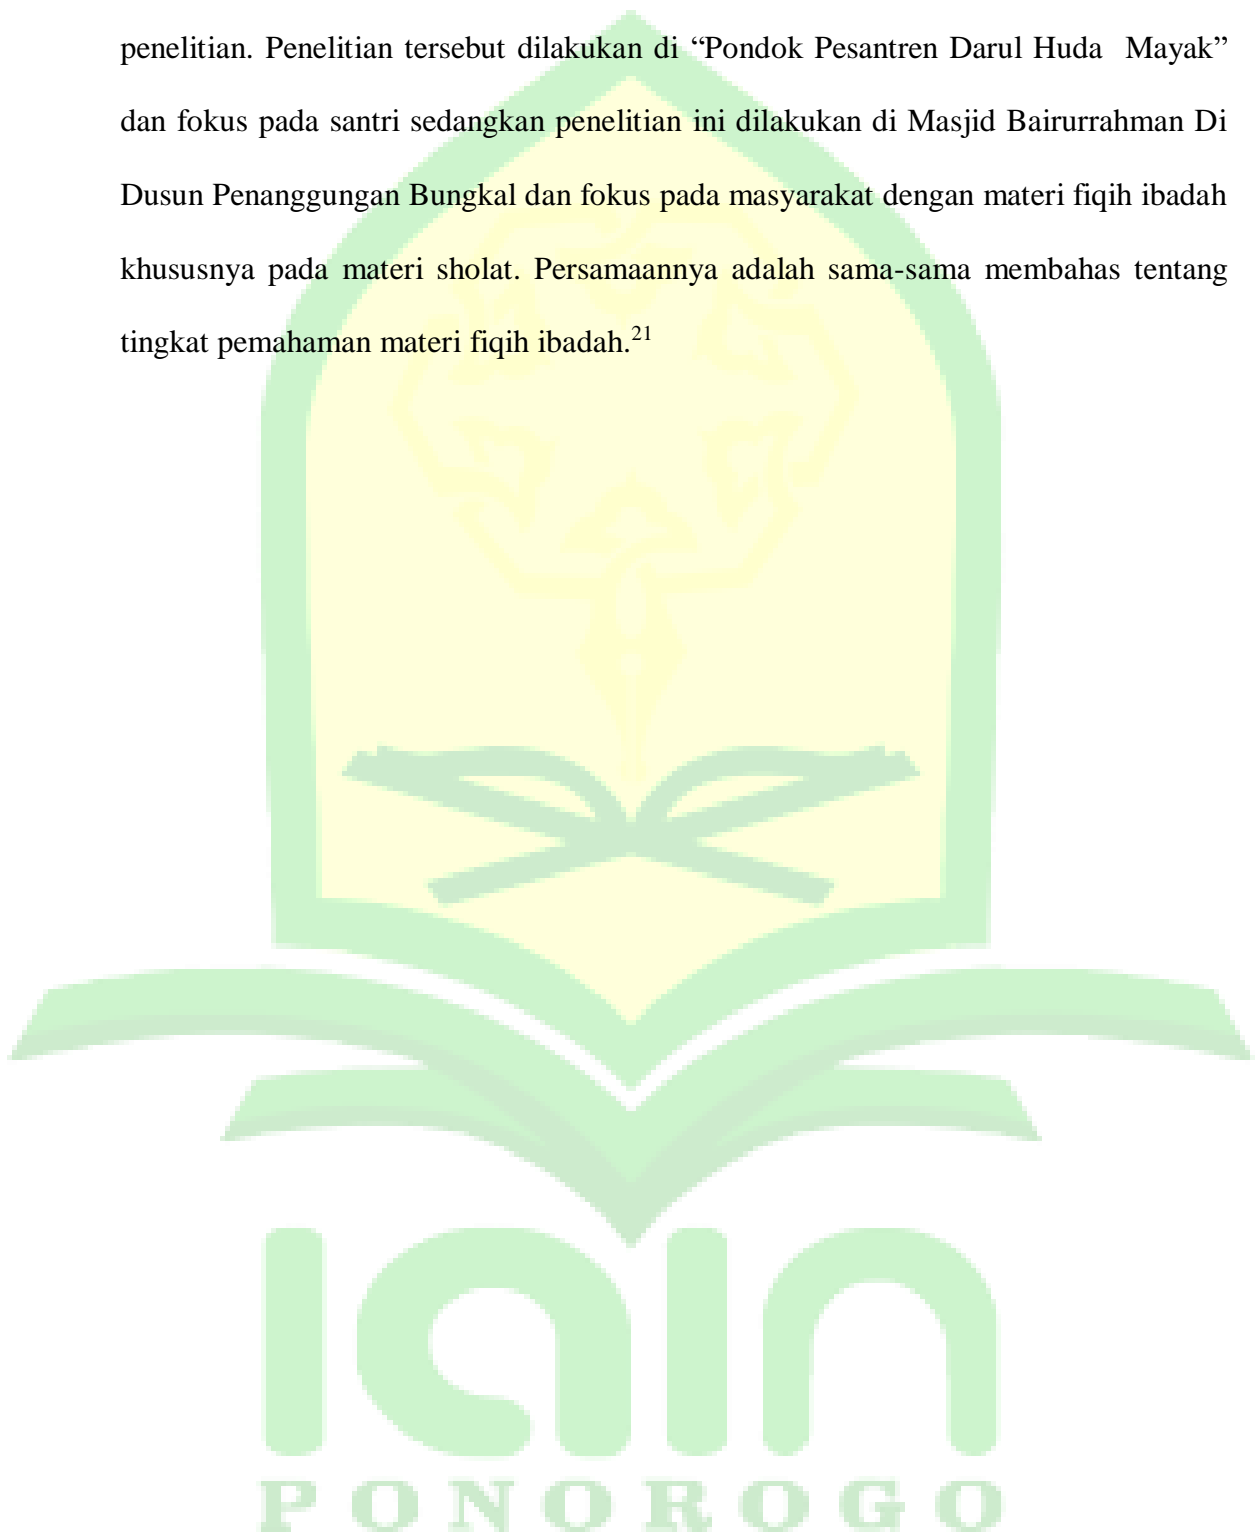 penelitian. Penelitian tersebut dilakukan di “Pondok Pesantren Darul Huda Mayak”
dan fokus pada santri sedangkan penelitian ini dilakukan di Masjid Bairurrahman Di
Dusun Penanggungan Bungkal dan fokus pada masyarakat dengan materi fiqih ibadah
khususnya pada materi sholat. Persamaannya adalah sama-sama membahas tentang
tingkat pemahaman materi fiqih ibadah.21
iain
PONOROGO